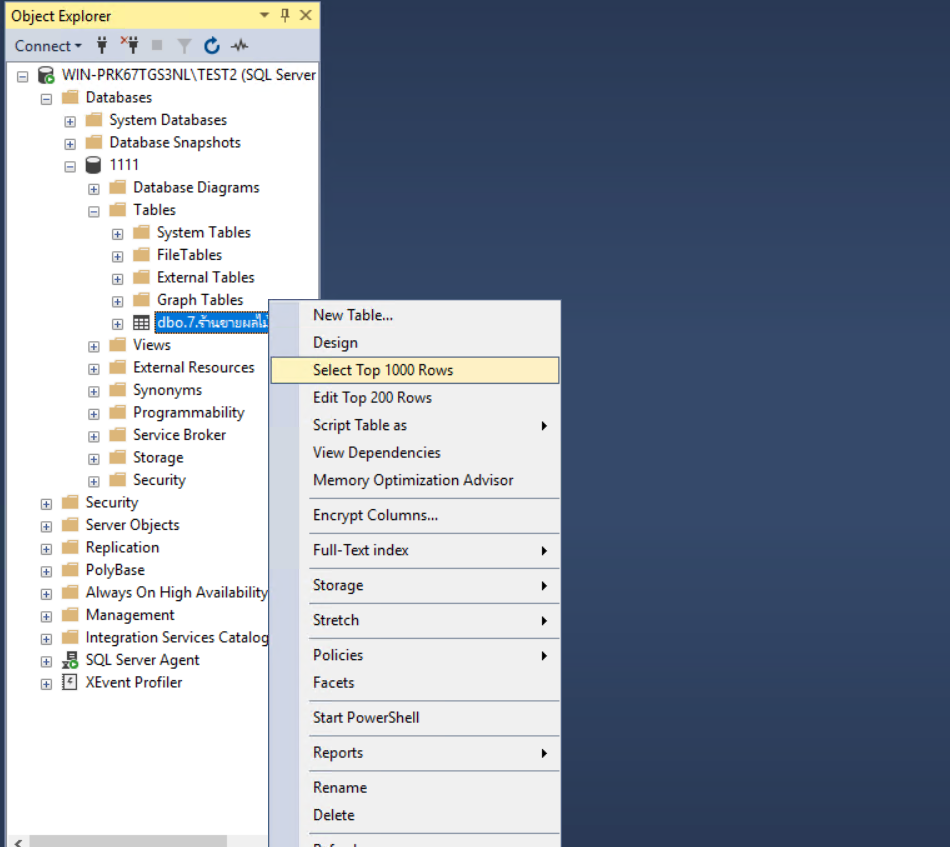 Object Explorer
Connect
WIN-PRK67TGS3NL\TEST2 (SQL Server
Databases
System Databases
Database Snapshots
1111
Database Diagrams
Tables
System Tables
FileTables
External Tables
Graph Tables
dbo.7.ร้านขายผลไม้
Views
External Resources
Synonyms
Programmability
Service Broker
Storage
Security
Security
Server Objects
Replication
PolyBase
Always On High Availability
Management
Integration Services Catalog
SQL Server Agent
XEvent Profiler
New Table...
Design
Select Top 1000 Rows
Edit Top 200 Rows
Script Table as
View Dependencies
Memory Optimization Advisor
Encrypt Columns...
Full-Text index
Storage
Stretch
Policies
Facets
Start PowerShell
Reports
Rename
Delete